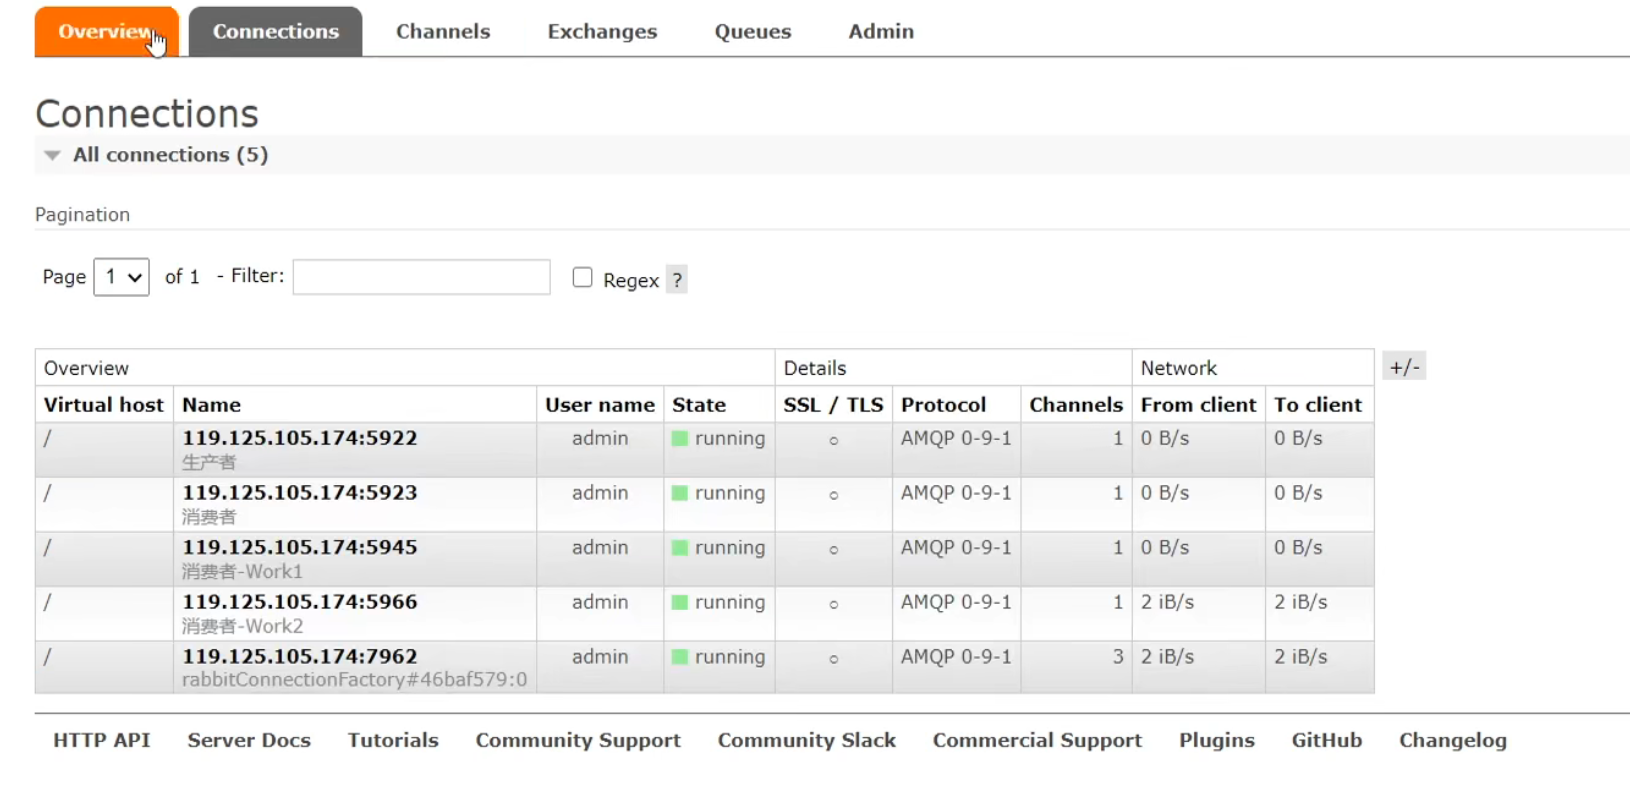 Overview Connections Channels Exchanges Queues Admin
Connections
All connections (5)
Pagination
Page 1 of 1 - Filter: Regex ?
Overview Details Network +/-
Virtual host Name User name State SSL / TLS Protocol Channels From client To client
/ 119.125.105.174:5922 admin running ○ AMQP 0-9-1 1 0 B/s 0 B/s
生产者
/ 119.125.105.174:5923 admin running ○ AMQP 0-9-1 1 0 B/s 0 B/s
消费者
/ 119.125.105.174:5945 admin running ○ AMQP 0-9-1 1 0 B/s 0 B/s
消费者-Work1
/ 119.125.105.174:5966 admin running ○ AMQP 0-9-1 1 2 iB/s 2 iB/s
消费者-Work2
/ 119.125.105.174:7962 admin running ○ AMQP 0-9-1 3 2 iB/s 2 iB/s
rabbitConnectionFactory#46baf579:0
HTTP API Server Docs Tutorials Community Support Community Slack Commercial Support Plugins GitHub Changelog